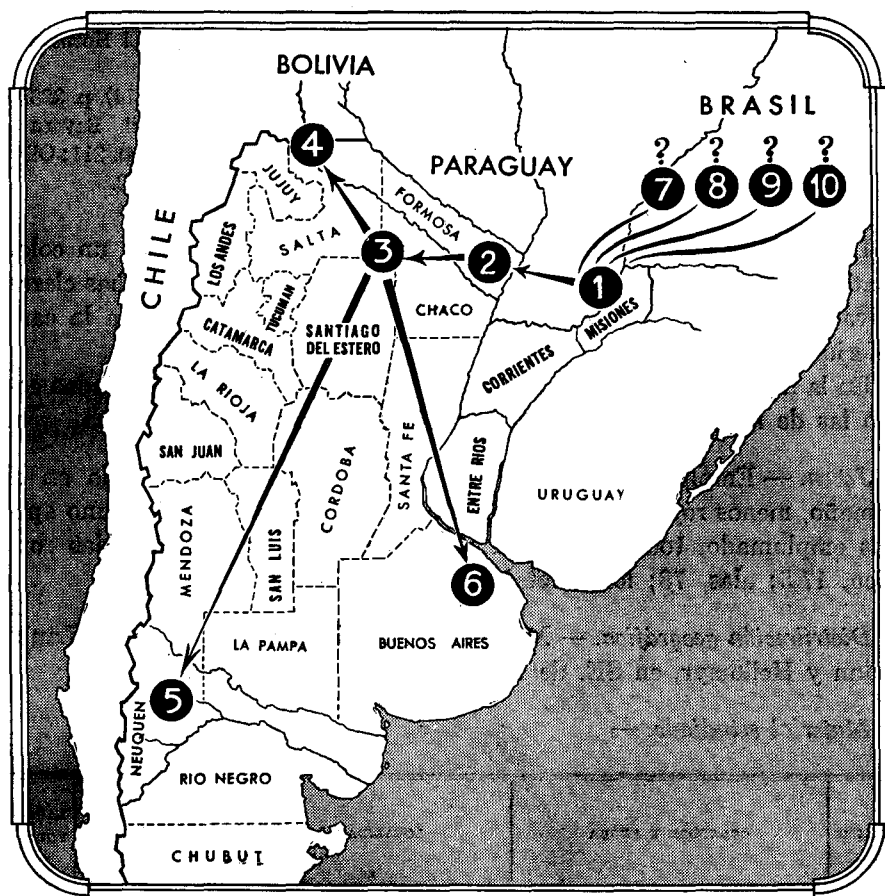 BOLIVIA
BRASIL
PARAGUAY
CHILE
? ? ? ?
7 8 9 10
4
JUJUY
FORMOSA
LOS ANDES
SALTA
3
2
1
MISIONES
CHACO
TUCUMAN
CATAMARCA
SANTIAGO
DEL ESTERO
CORRIENTES
LA RIOJA
SAN JUAN
CORDOBA
SANTA FE
ENTRE RIOS
URUGUAY
MENDOZA
SAN LUIS
6
LA PAMPA
BUENOS AIRES
5
NEUQUEN
RIO NEGRO
CHUBUT